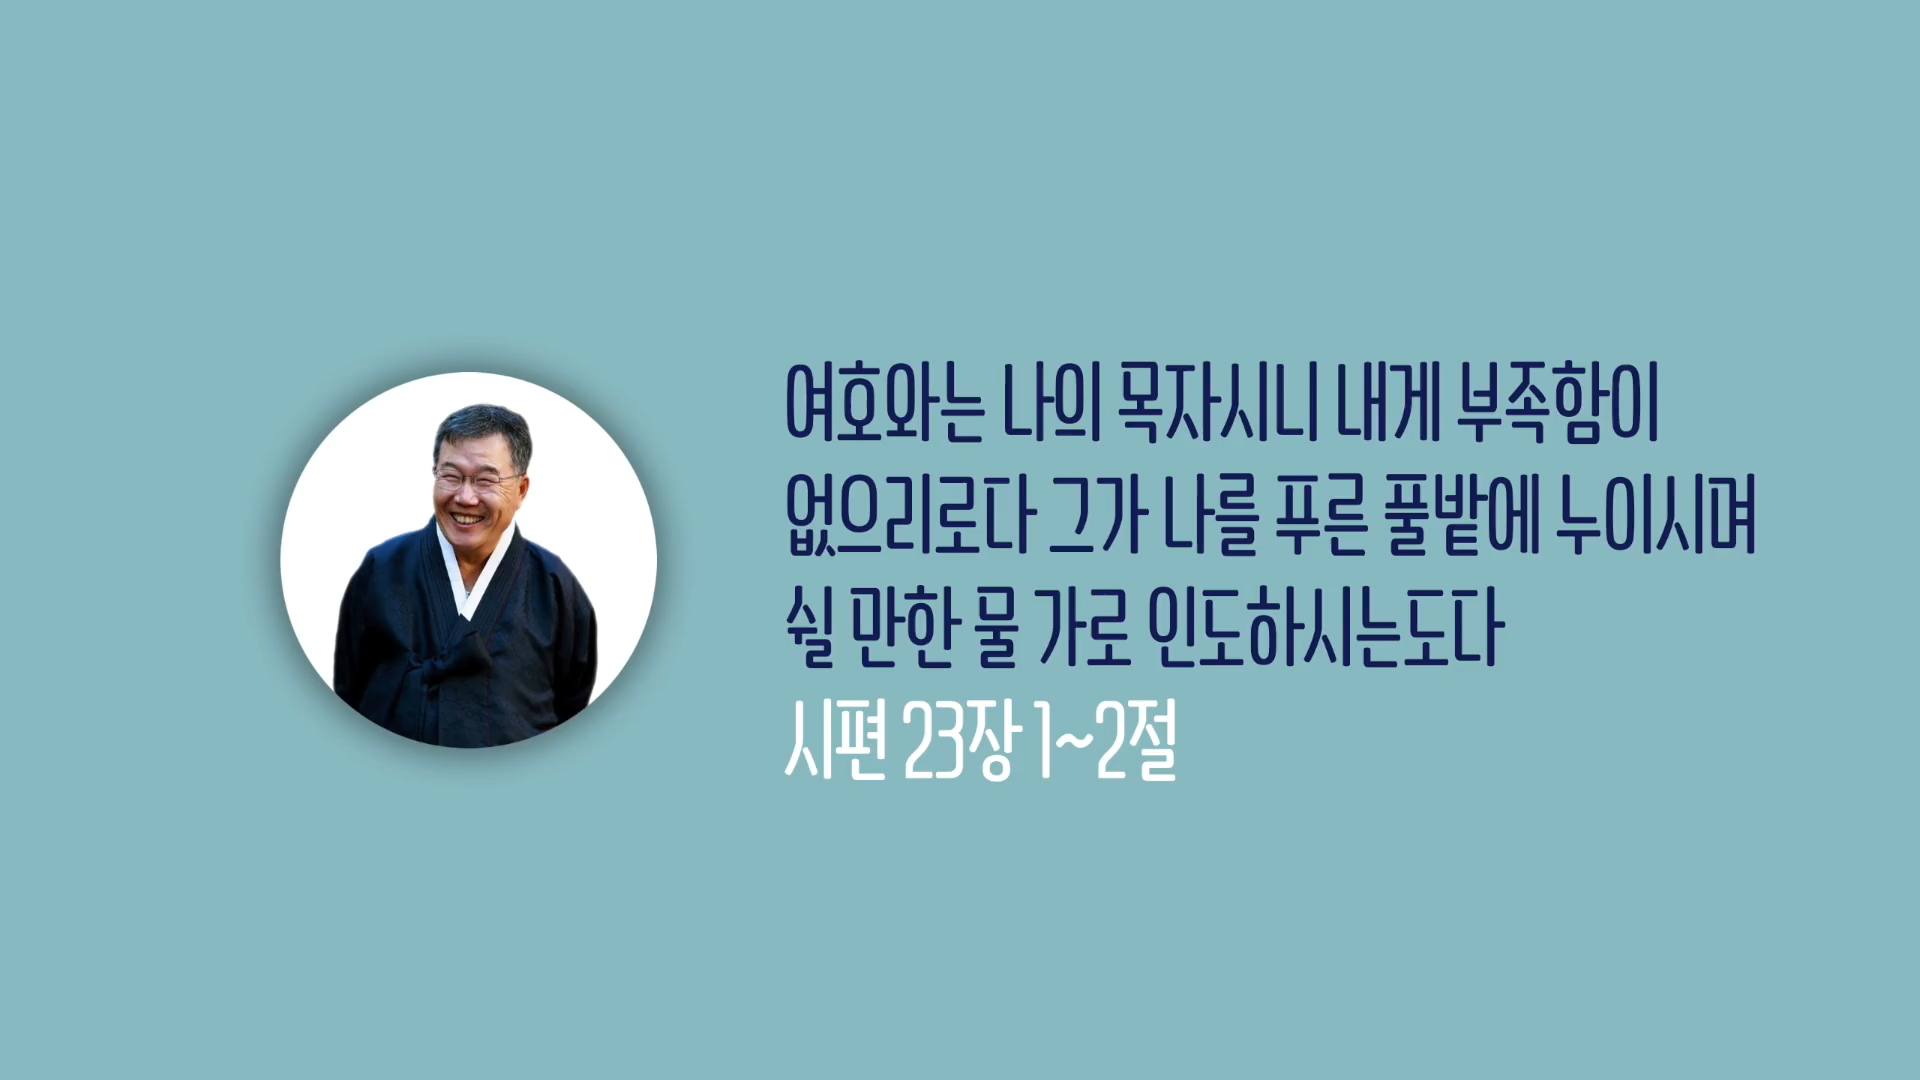 여호와는 나의 목자시니 내게 부족함이
없으리로다 그가 나를 푸른 풀밭에 누이시며
쉴 만한 물 가로 인도하시는도다
시편 23장 1~2절